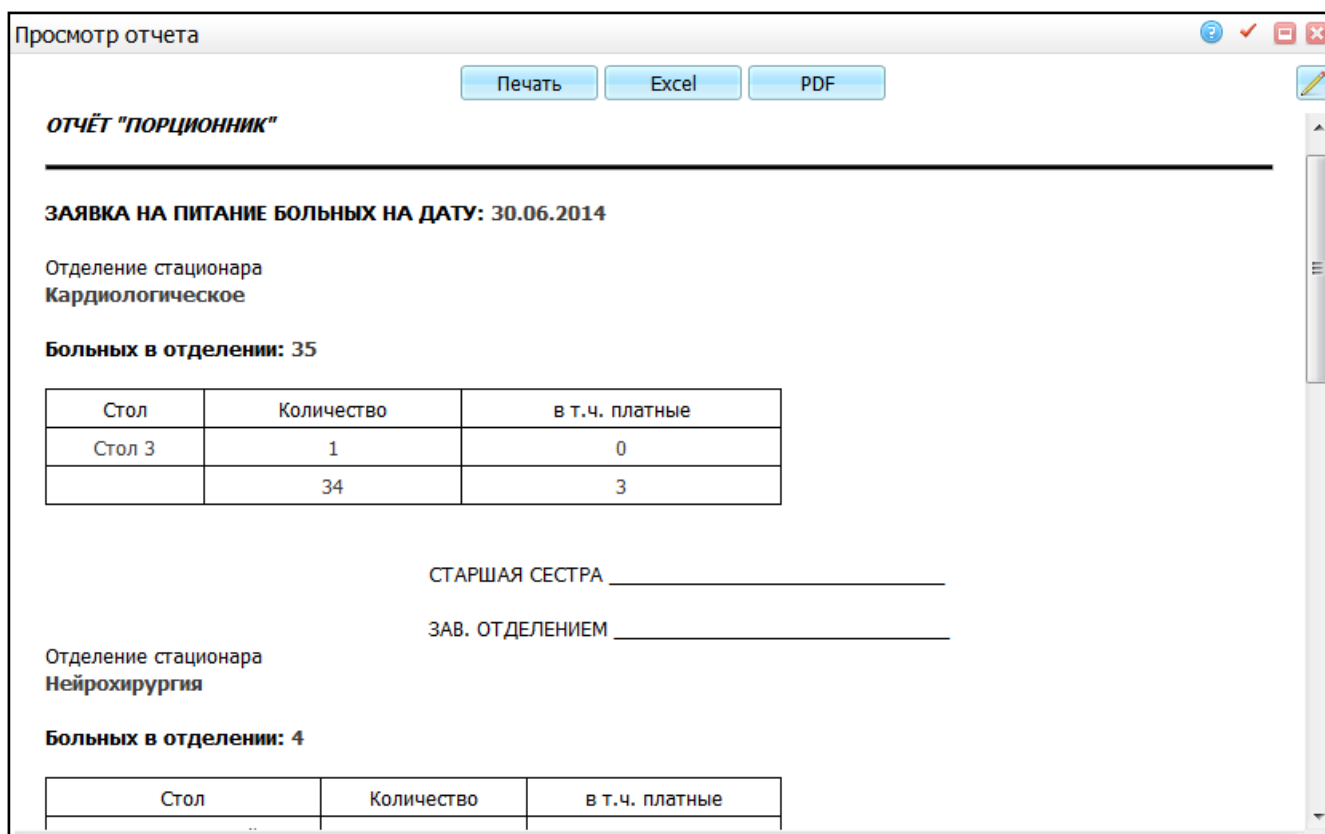 Просмотр отчета
Печать Excel PDF
ОТЧЁТ "ПОРЦИОННИК"
ЗАЯВКА НА ПИТАНИЕ БОЛЬНЫХ НА ДАТУ: 30.06.2014
Отделение стационара
Кардиологическое
Больных в отделении: 35
Стол Количество в т.ч. платные
Стол 3 1 0
34 3
СТАРШАЯ СЕСТРА ____________________
ЗАВ. ОТДЕЛЕНИЕМ ____________________
Отделение стационара
Нейрохирургия
Больных в отделении: 4
Стол Количество в т.ч. платные